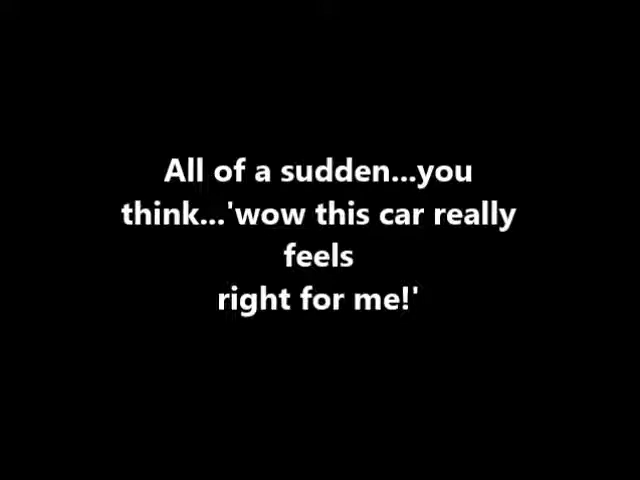 All of a sudden...you
think...'wow this car really
feels
right for me!'